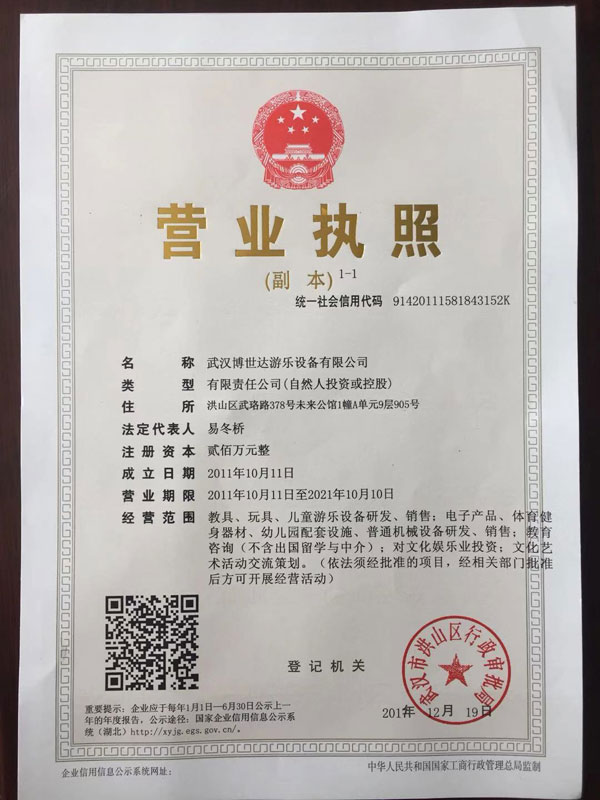 营业执照
(副 本) 1-1
统一社会信用代码 91420111581843152K
名 称 武汉博世达游乐设备有限公司
类 型 有限责任公司(自然人投资或控股)
住 所 洪山区武珞路378号未来公馆1幢A单元9层905号
法定代表人 易冬桥
注册资本 贰佰万元整
成立日期 2011年10月11日
营业期限 2011年10月11日至2021年10月10日
经营范围 教具、玩具、儿童游乐设备研发、销售；电子产品、体育健
身器材、幼儿园配套设施、普通机械设备研发、销售；教育
咨询（不含出国留学与中介）；对文化娱乐业投资；文化艺
术活动交流策划。（依法须经批准的项目，经相关部门批准
后方可开展经营活动）
登记机关
武汉市洪山区行政审批局
12月 19日
重要提示：企业应于每年1月1日—6月30日公示上一
年的年度报告，公示途径：国家企业信用信息公示系
统（湖北）http://xyjg.egs.gov.cn/。
企业信用信息公示系统网址：
中华人民共和国国家工商行政管理总局监制